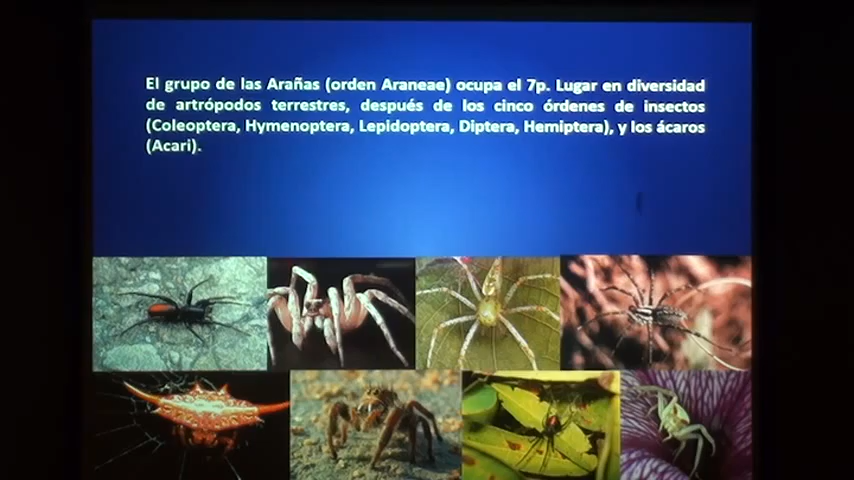 El grupo de las Arañas (orden Araneae) ocupa el 7p. Lugar en diversidad
de artrópodos terrestres, después de los cinco órdenes de insectos
(Coleoptera, Hymenoptera, Lepidoptera, Diptera, Hemiptera), y los ácaros
(Acari).